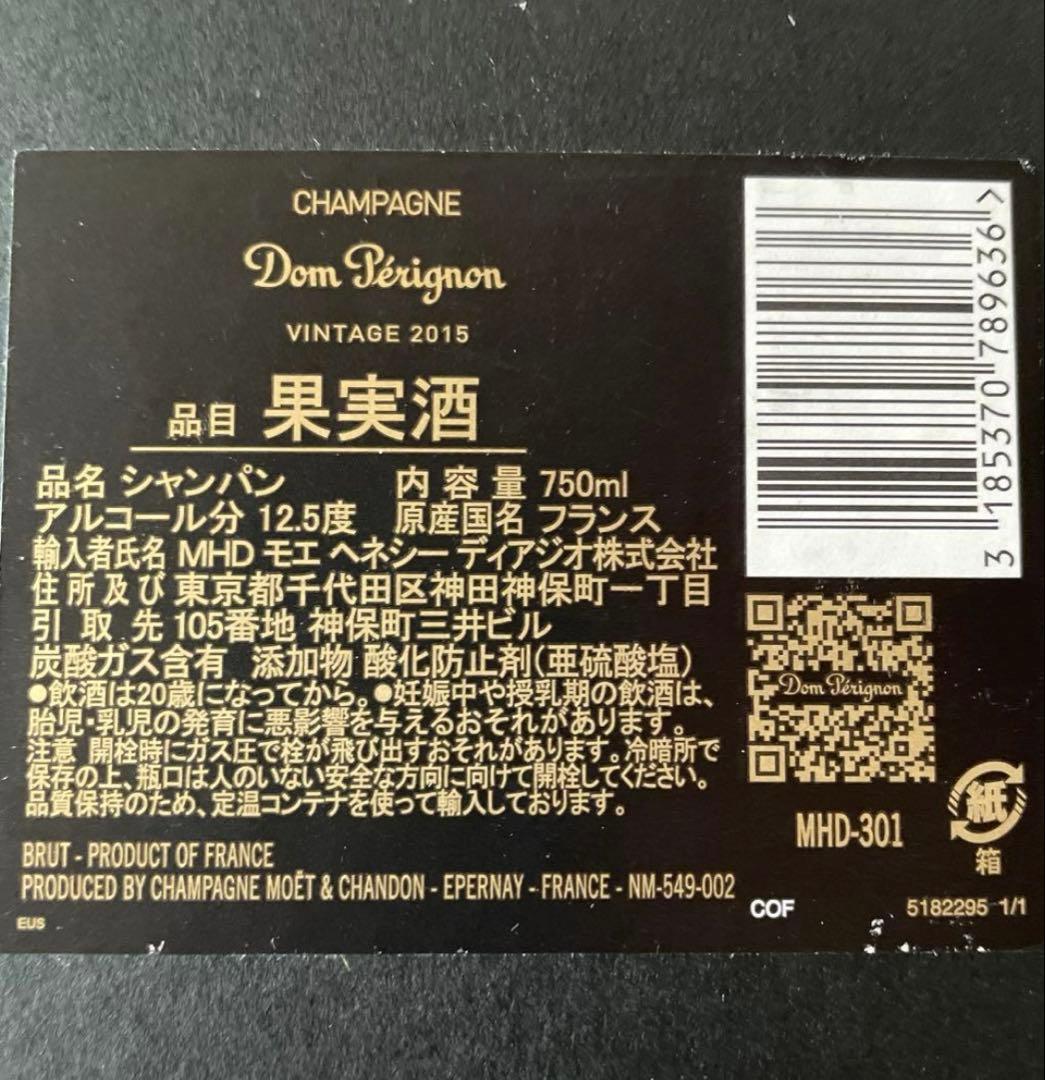 CHAMPAGNE
Dom Pérignon
VINTAGE 2015
品目 果実酒
品名 シャンパン 内容量 750ml
アルコール分 12.5度 原産国名 フランス
輸入者氏名 MHD モエ ヘネシー ディアジオ株式会社
住所及び 東京都千代田区神田神保町一丁目
引取先 105番地 神保町三井ビル
炭酸ガス含有 添加物 酸化防止剤(亜硫酸塩)
●飲酒は20歳になってから。●妊娠中や授乳期の飲酒は、
胎児・乳児の発育に悪影響を与えるおそれがあります。
注意 開栓時にガス圧で栓が飛び出すおそれがあります。冷暗所で
保存の上、瓶口は人のいない安全な方向に向けて開栓してください。
品質保持のため、定温コンテナを使って輸入しております。
BRUT - PRODUCT OF FRANCE
PRODUCED BY CHAMPAGNE MOËT & CHANDON - EPERNAY - FRANCE - NM-549-002
EUS
3 185370 789636 >
Dom Pérignon
MHD-301
紙
箱
COF
5182295 1/1